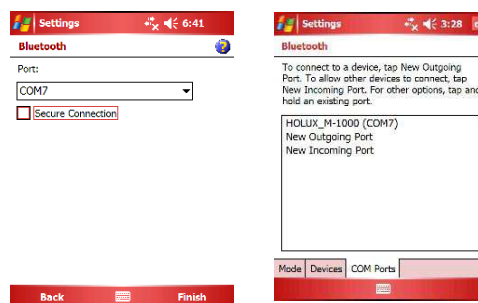 Settings 6:41
Bluetooth
Port:
COM7
Secure Connection
Back Finish
Settings 3:28
Bluetooth
To connect to a device, tap New Outgoing
Port. To allow other devices to connect, tap
New Incoming Port. For other options, tap and
hold an existing port.
HOLUX_M-1000 (COM7)
New Outgoing Port
New Incoming Port
Mode Devices COM Ports